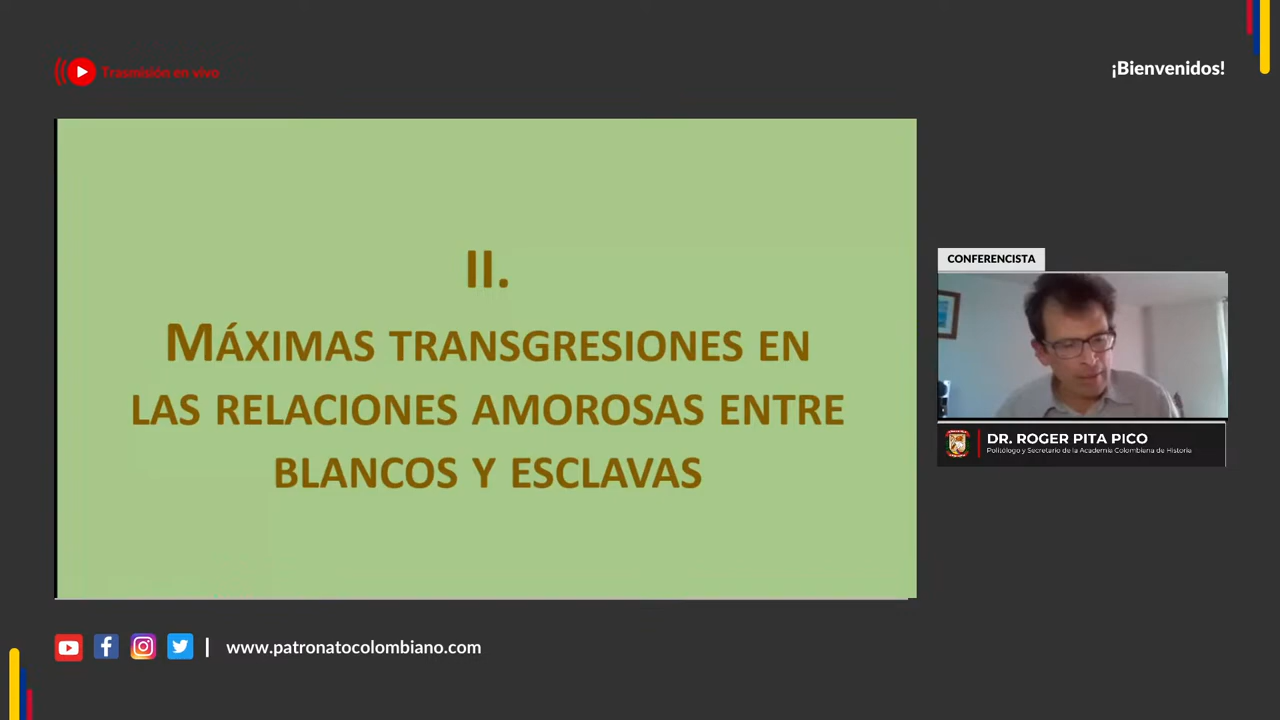 Trasmisión en vivo
¡Bienvenidos!
II.
MÁXIMAS TRANSGRESIONES EN
LAS RELACIONES AMOROSAS ENTRE
BLANCOS Y ESCLAVAS
CONFERENCISTA
DR. ROGER PITA PICO
Politólogo y Secretario de la Academia Colombiana de Historia
www.patronatocolombiano.com